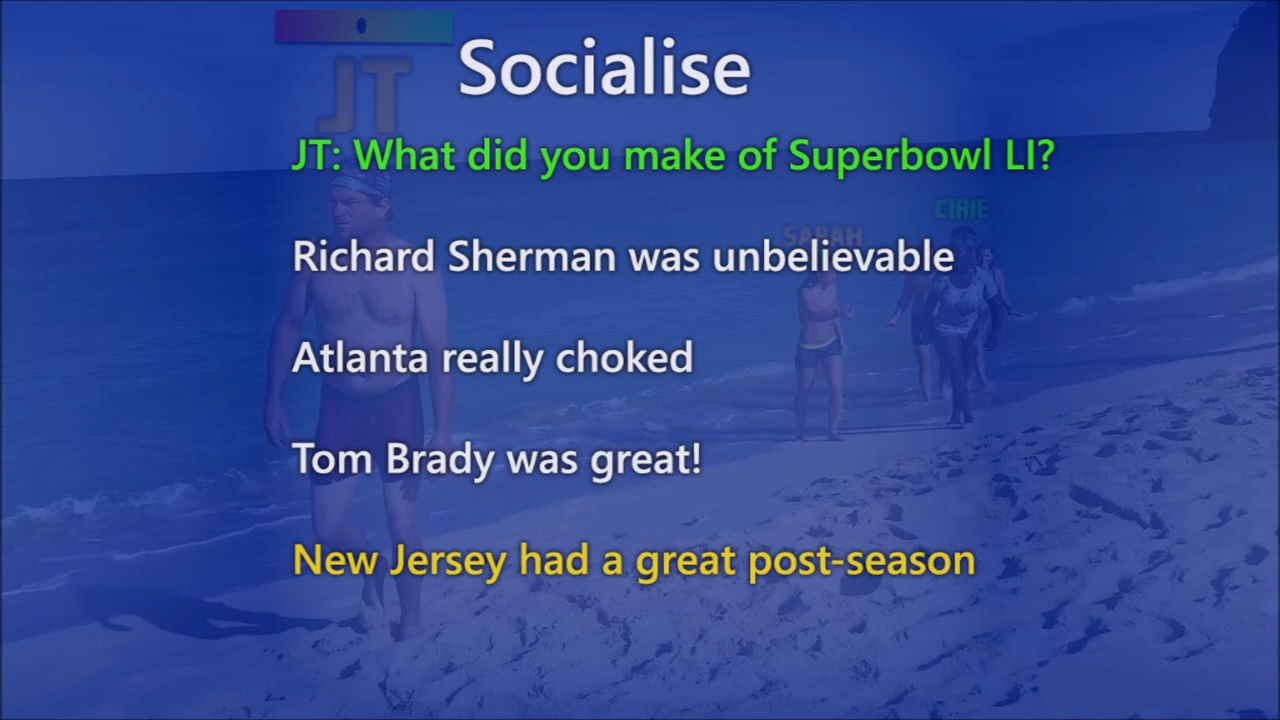 JT
Socialise
JT: What did you make of Superbowl LI?
CIRIE
SARAH
Richard Sherman was unbelievable
Atlanta really choked
Tom Brady was great!
New Jersey had a great post-season